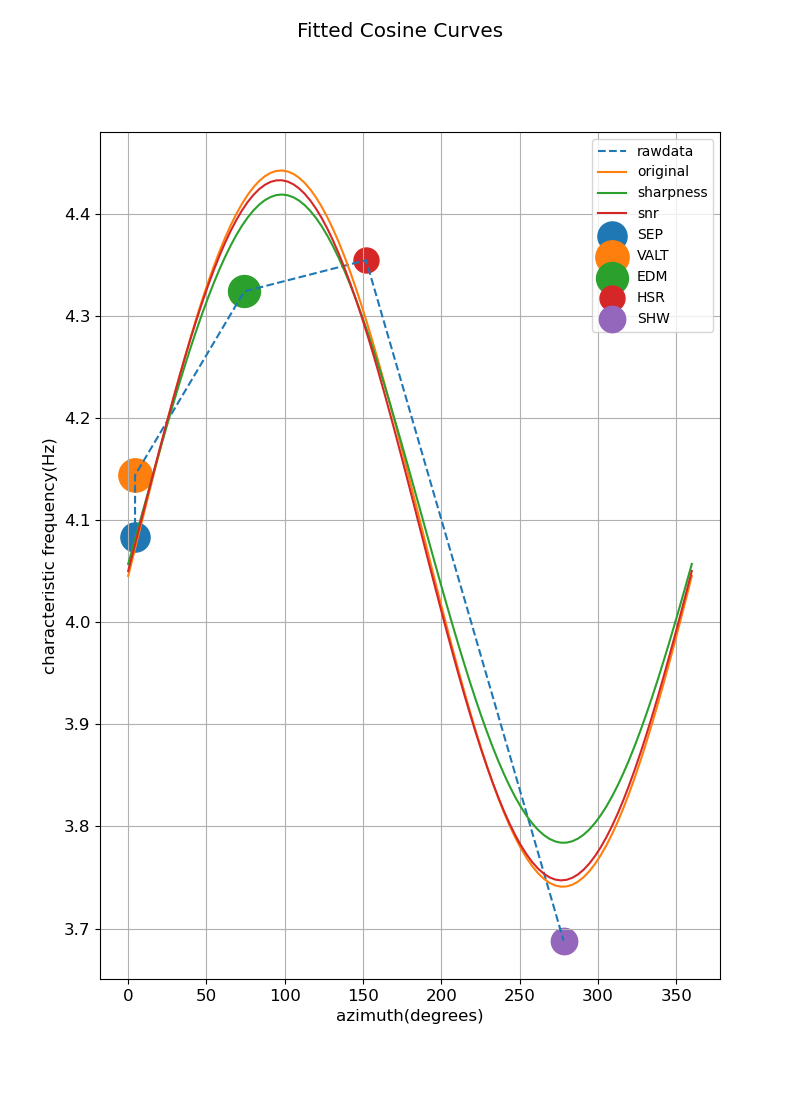 Fitted Cosine Curves
rawdata
original
sharpness
snr
SEP
VALT
EDM
HSR
SHW
4.4
4.3
4.2
4.1
4.0
3.9
3.8
3.7
characteristic frequency(Hz)
0 50 100 150 200 250 300 350
azimuth(degrees)